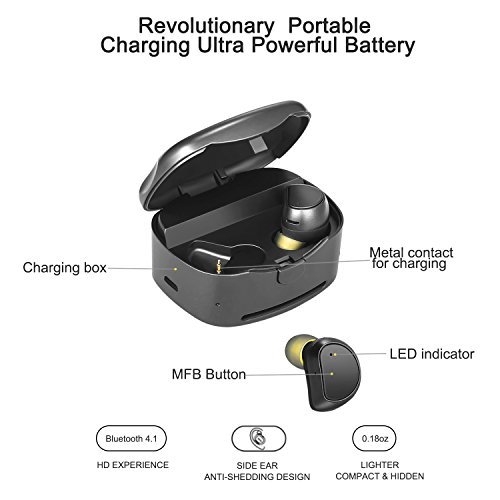 Revolutionary Portable
Charging Ultra Powerful Battery
Charging box
Metal contact
for charging
LED indicator
MFB Button
Bluetooth 4.1
HD EXPERIENCE
SIDE EAR
ANTI-SHEDDING DESIGN
0.18oz
LIGHTER
COMPACT & HIDDEN